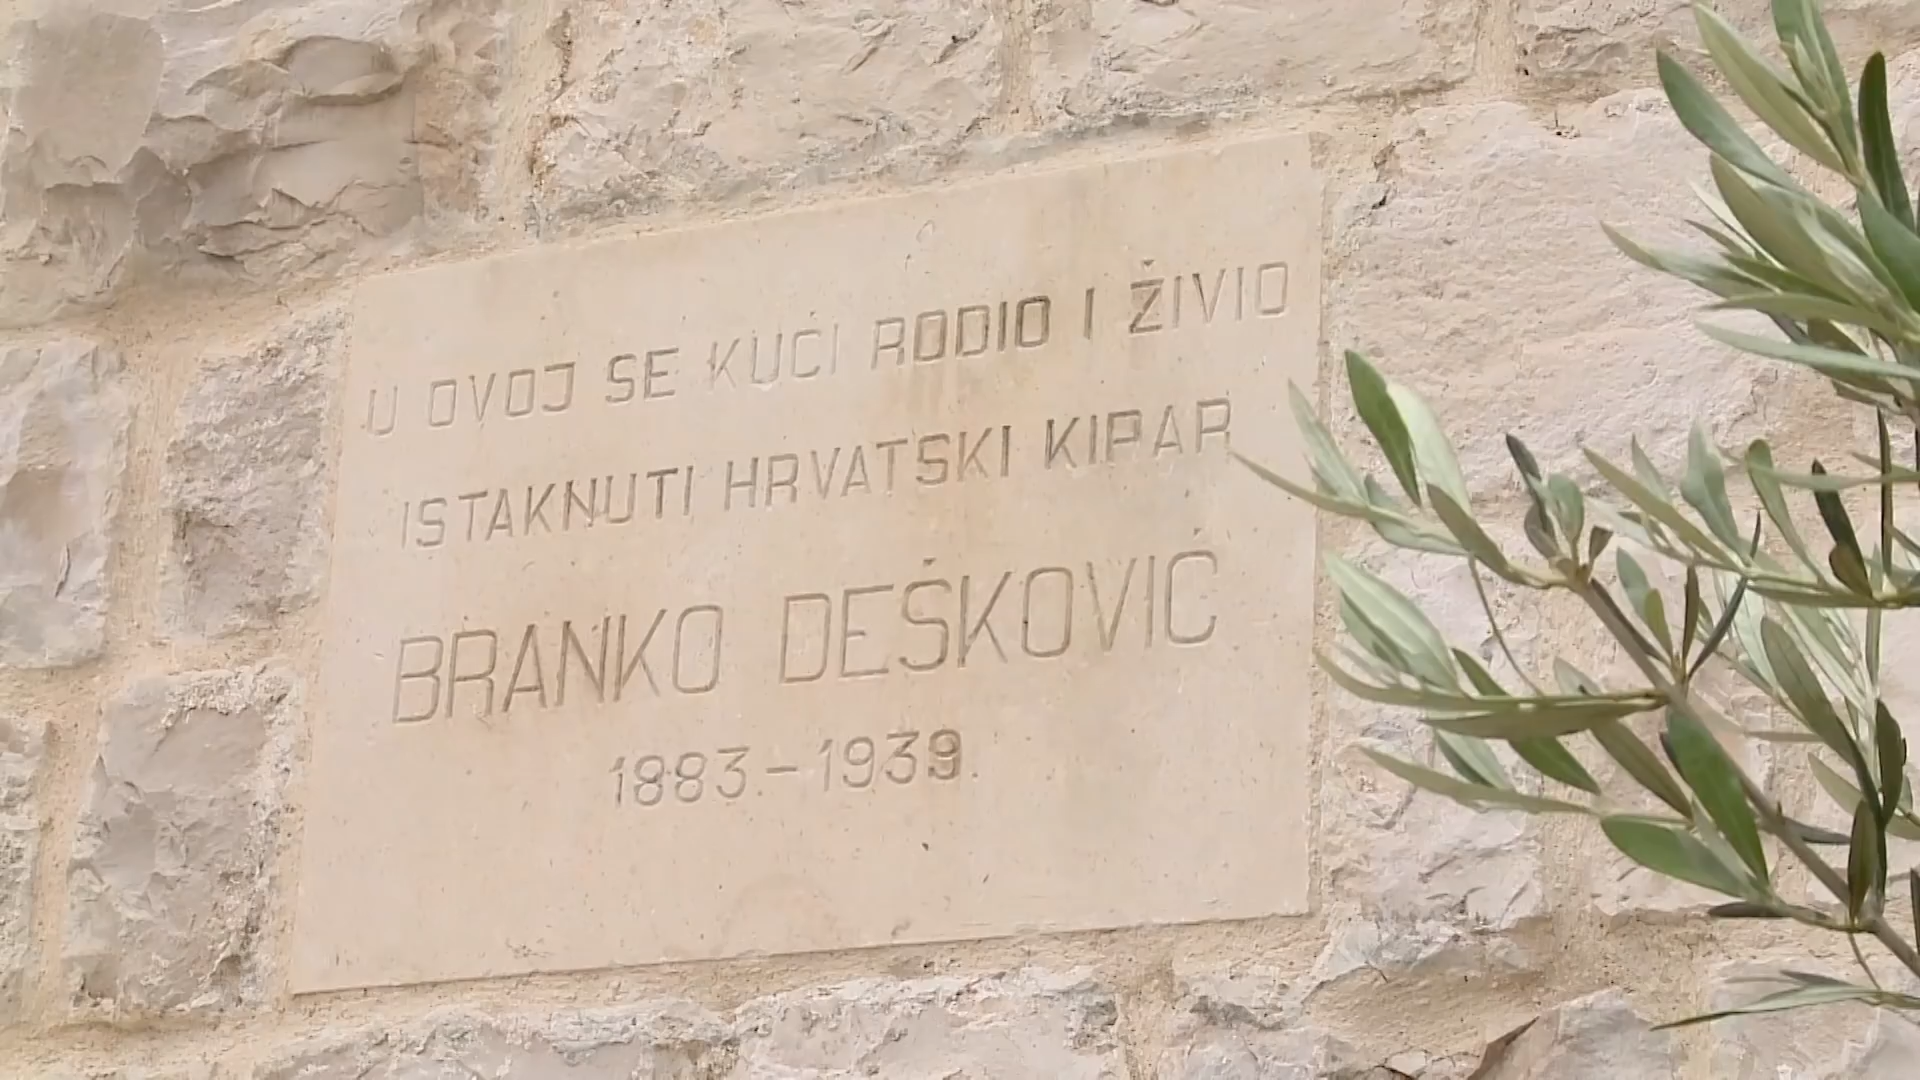 U OVOJ SE KUĆI RODIO I ŽIVIO
ISTAKNUTI HRVATSKI KIPAR
BRANKO DEŠKOVIĆ
1883.–1939.